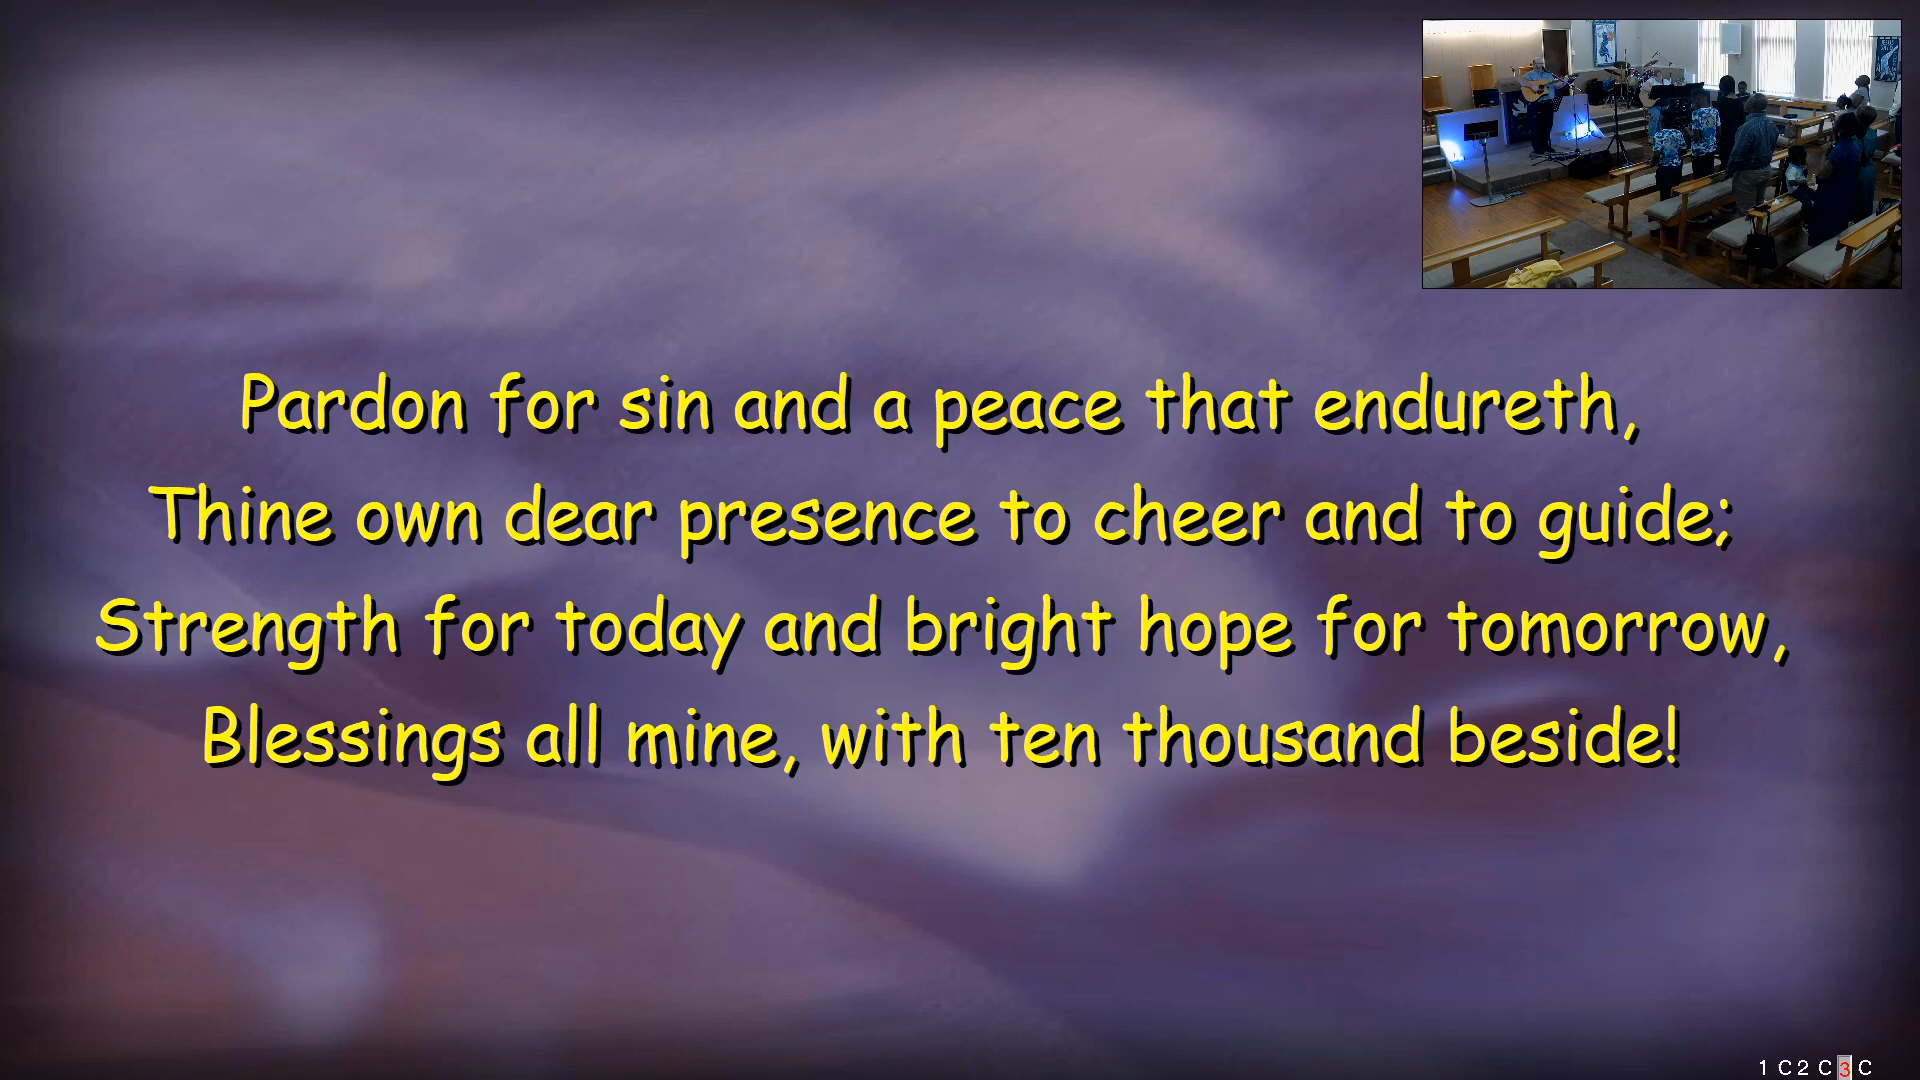 Pardon for sin and a peace that endureth,
Thine own dear presence to cheer and to guide;
Strength for today and bright hope for tomorrow,
Blessings all mine, with ten thousand beside!
1 C 2 C 3 C